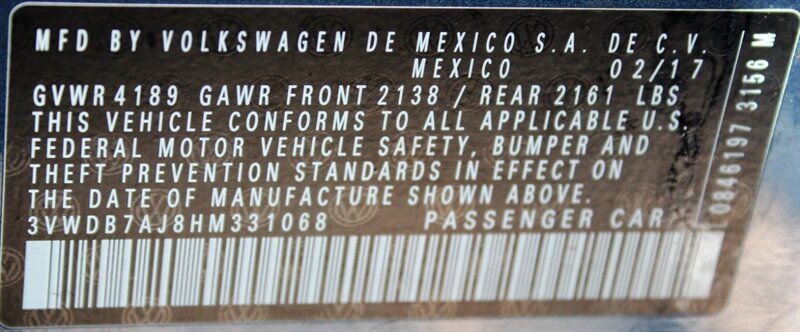 MFD BY VOLKSWAGEN DE MEXICO S.A. DE C.V.
MEXICO 02/17
GVWR 4189 GAWR FRONT 2138 / REAR 2161 LBS
THIS VEHICLE CONFORMS TO ALL APPLICABLE U.S.
FEDERAL MOTOR VEHICLE SAFETY, BUMPER AND
THEFT PREVENTION STANDARDS IN EFFECT ON
THE DATE OF MANUFACTURE SHOWN ABOVE.
3VWDB7AJ8HM331068 PASSENGER CAR
0846197 3156 M